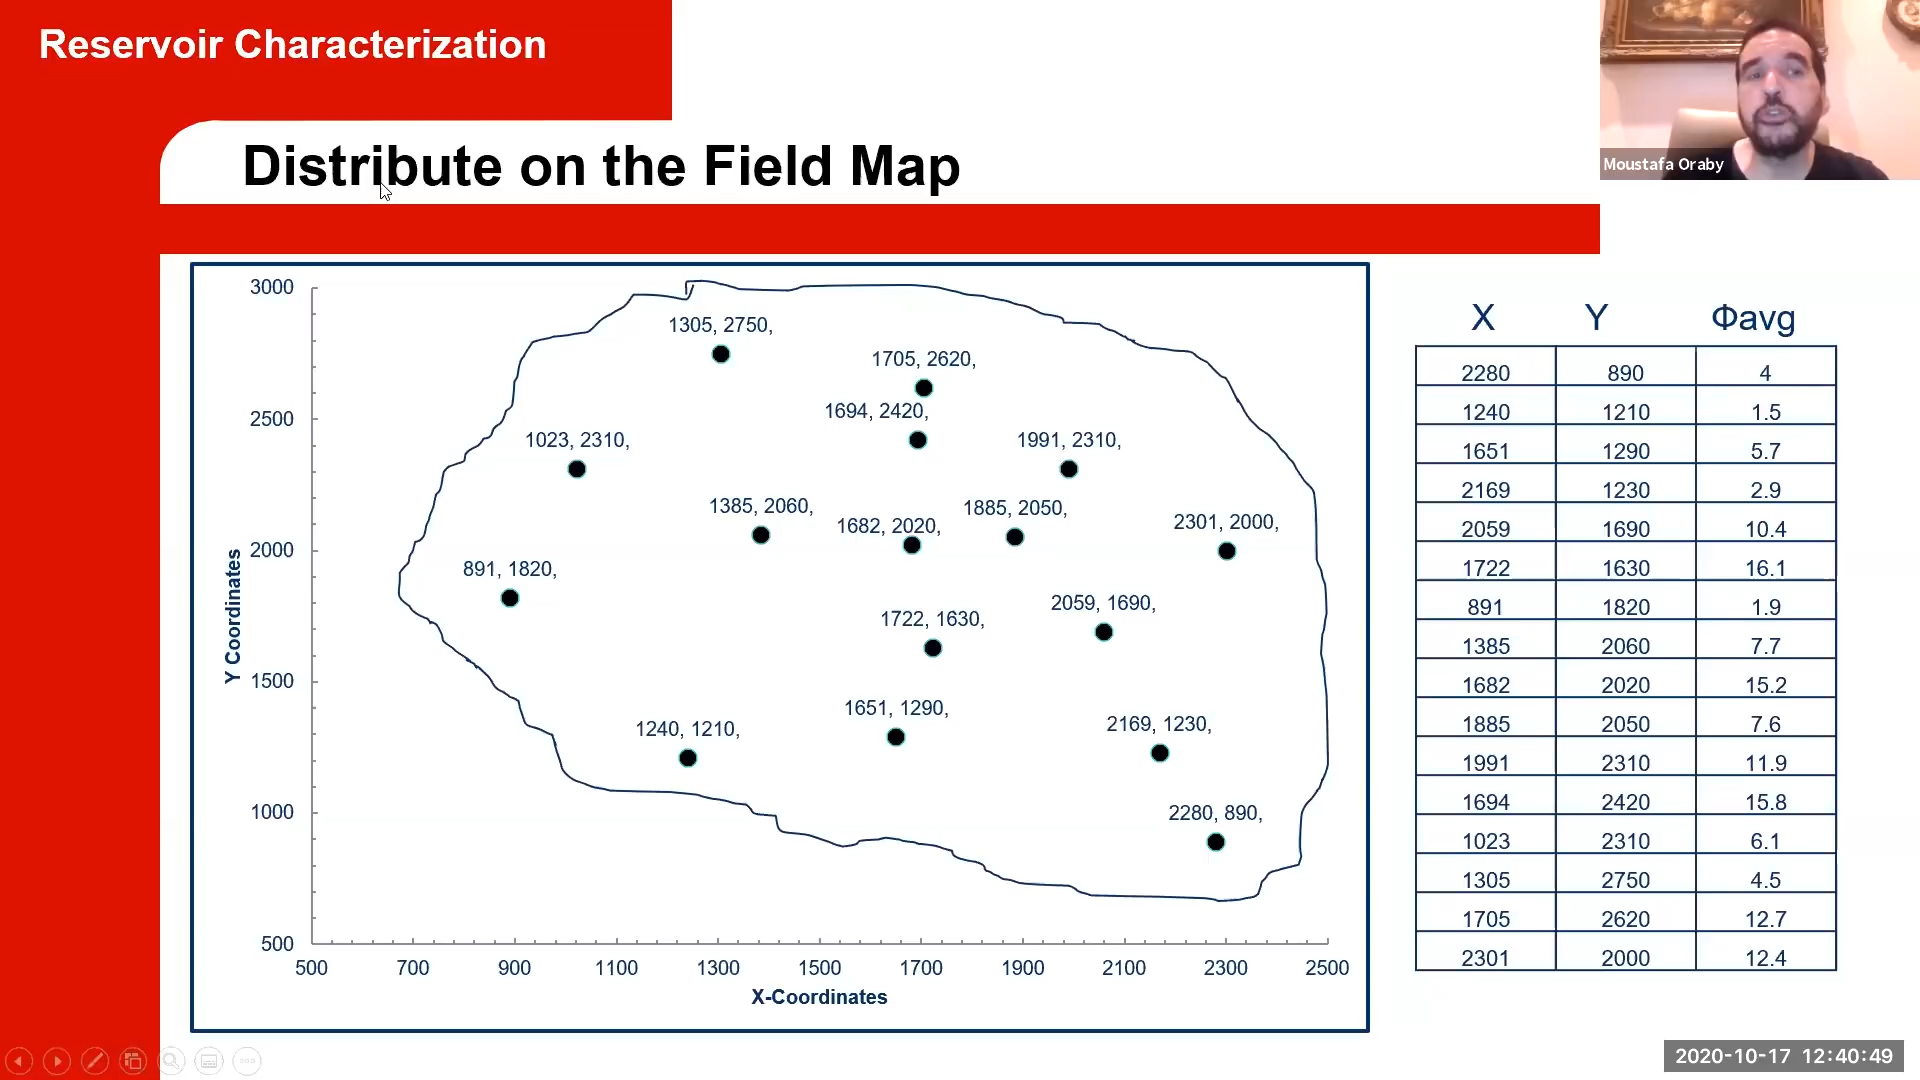 Reservoir Characterization
Distribute on the Field Map
Moustafa Oraby
3000
2500
2000
1500
1000
500
Y Coordinates
1305, 2750,
1705, 2620,
1694, 2420,
1023, 2310,
1991, 2310,
1385, 2060,
1682, 2020,
1885, 2050,
2301, 2000,
891, 1820,
2059, 1690,
1722, 1630,
1651, 1290,
1240, 1210,
2169, 1230,
2280, 890,
500 700 900 1100 1300 1500 1700 1900 2100 2300 2500
X-Coordinates
X Y Φavg
2280 890 4
1240 1210 1.5
1651 1290 5.7
2169 1230 2.9
2059 1690 10.4
1722 1630 16.1
891 1820 1.9
1385 2060 7.7
1682 2020 15.2
1885 2050 7.6
1991 2310 11.9
1694 2420 15.8
1023 2310 6.1
1305 2750 4.5
1705 2620 12.7
2301 2000 12.4
2020-10-17 12:40:49